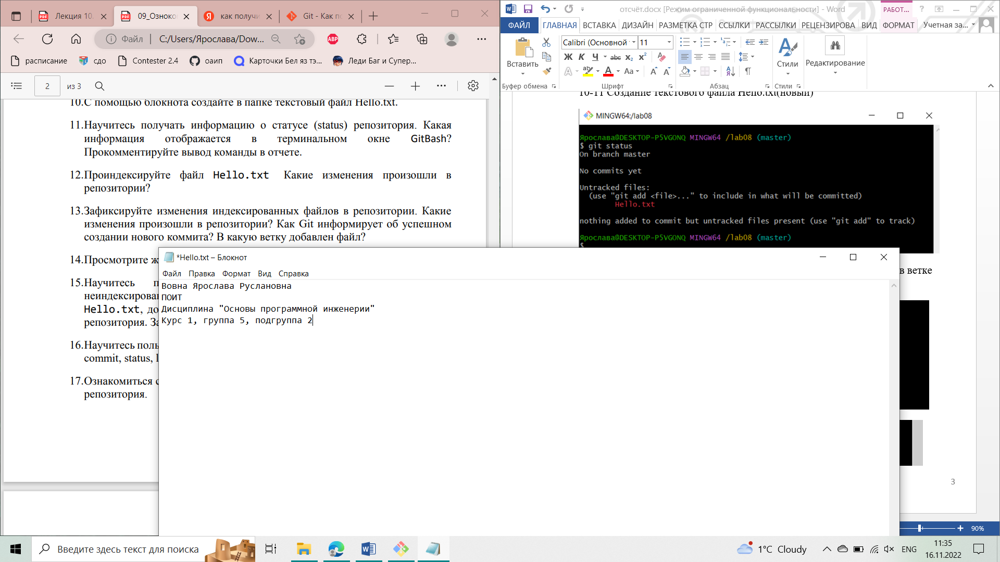 Лекция 10.
09_Озноко
как получи
Git - Как по
Файл
C:/Users/Ярослава/Dow...
ABP
расписание
сдо
Contester 2.4
оаип
Карточки Бел яз тэ...
Леди Баг и Супер...
2
из 3
10.С помощью блокнота создайте в папке текстовый файл Hello.txt.
11.Научитесь получать информацию о статусе (status) репозитория. Какая
информация отображается в терминальном окне GitBash?
Прокомментируйте вывод команды в отчете.
12.Проиндексируйте файл Hello.txt Какие изменения произошли в
репозитории?
13.Зафиксируйте изменения индексированных файлов в репозитории. Какие
изменения произошли в репозитории? Как Git информирует об успешном
создании нового коммита? В какую ветку добавлен файл?
14.Просмотрите ж
15.Научитесь п
неиндексирован
Hello.txt, до
репозитория. За
16.Научитесь поль
commit, status, l
17.Ознакомиться с
репозитория.
отсчёт.docx [Режим ограниченной функциональности] - Word
РАБОТ...
ФАЙЛ
ГЛАВНАЯ
ВСТАВКА
ДИЗАЙН
РАЗМЕТКА СТР
ССЫЛКИ
РАССЫЛКИ
РЕЦЕНЗИРОВА
ВИД
ФОРМАТ
Учетная за...
Вставить
Calibri (Основной
11
Ж К Ч abc x₂ x²
Aa
Стили
Редактирование
Буфер обмена
Шрифт
Абзац
Стили
10-11 Создание текстового файла Hello.txt(новый)
MINGW64:/lab08
Ярослава@DESKTOP-P5VGONQ MINGW64 /lab08 (master)
$ git status
On branch master
No commits yet
Untracked files:
(use "git add <file>..." to include in what will be committed)
Hello.txt
nothing added to commit but untracked files present (use "git add" to track)
Ярослава@DESKTOP-P5VGONQ MINGW64 /lab08 (master)
$
в ветке
3
90%
*Hello.txt – Блокнот
Файл Правка Формат Вид Справка
Вовна Ярослава Руслановна
ПОИТ
Дисциплина "Основы программной инженерии"
Курс 1, группа 5, подгруппа 2
Введите здесь текст для поиска
1°C Cloudy
ENG
11:35
16.11.2022